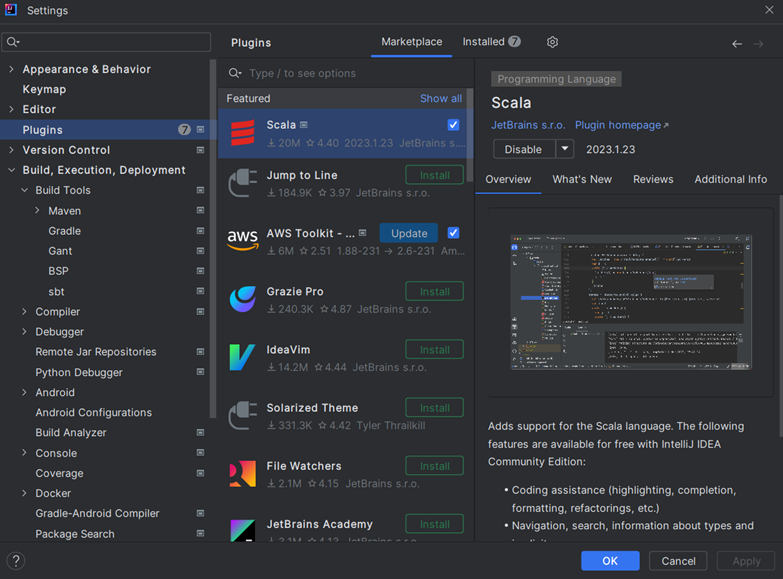 Settings
Plugins
Marketplace
Installed 7
Appearance & Behavior
Keymap
Editor
Plugins 7
Version Control
Build, Execution, Deployment
Build Tools
Maven
Gradle
Gant
BSP
sbt
Compiler
Debugger
Remote Jar Repositories
Python Debugger
Android
Android Configurations
Build Analyzer
Console
Coverage
Docker
Gradle-Android Compiler
Package Search
?
Type / to see options
Featured Show all
Scala
20M 4.40 2023.1.23 JetBrains s....
Jump to Line Install
184.9K 3.97 JetBrains s.r.o.
aws
AWS Toolkit - ... Update
6M 2.51 1.88-231 → 2.6-231 Am...
Grazie Pro Install
240.3K 4.87 JetBrains s.r.o.
IdeaVim Install
14.2M 4.44 JetBrains s.r.o.
Solarized Theme Install
331.3K 4.42 Tyler Thrailkill
File Watchers Install
2.1M 4.15 JetBrains s.r.o.
JetBrains Academy Install
3.1M 4.13 JetBrains s.r.o.
Programming Language
Scala
JetBrains s.r.o. Plugin homepage
Disable 2023.1.23
Overview What's New Reviews Additional Info
Adds support for the Scala language. The following
features are available for free with IntelliJ IDEA
Community Edition:
• Coding assistance (highlighting, completion,
formatting, refactorings, etc.)
• Navigation, search, information about types and
OK Cancel Apply